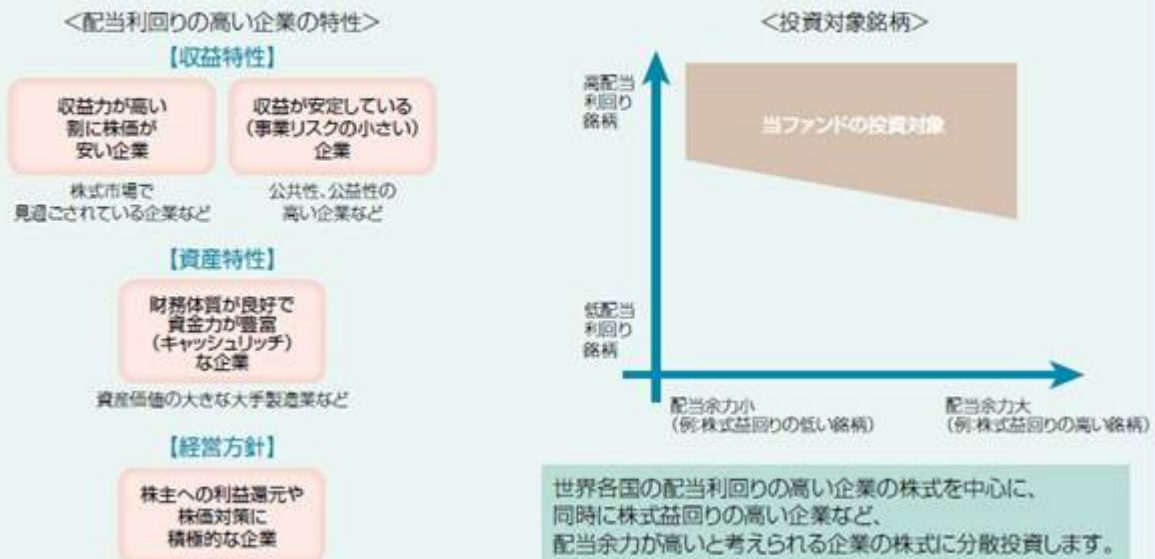 <配当利回りの高い企業の特性>
【収益特性】
収益力が高い
割に株価が
安い企業
株式市場で
見過ごされている企業など
収益が安定している
(事業リスクの小さい)
企業
公共性、公益性の
高い企業など
【資産特性】
財務体質が良好で
資金力が豊富
(キャッシュリッチ)
な企業
資産価値の大きな大手製造業など
【経営方針】
株主への利益還元や
株価対策に
積極的な企業
<投資対象銘柄>
高配当
利回り
銘柄
当ファンドの投資対象
低配当
利回り
銘柄
配当余力小
(例:株式益回りの低い銘柄)
配当余力大
(例:株式益回りの高い銘柄)
世界各国の配当利回りの高い企業の株式を中心に、
同時に株式益回りの高い企業など、
配当余力が高いと考えられる企業の株式に分散投資します。